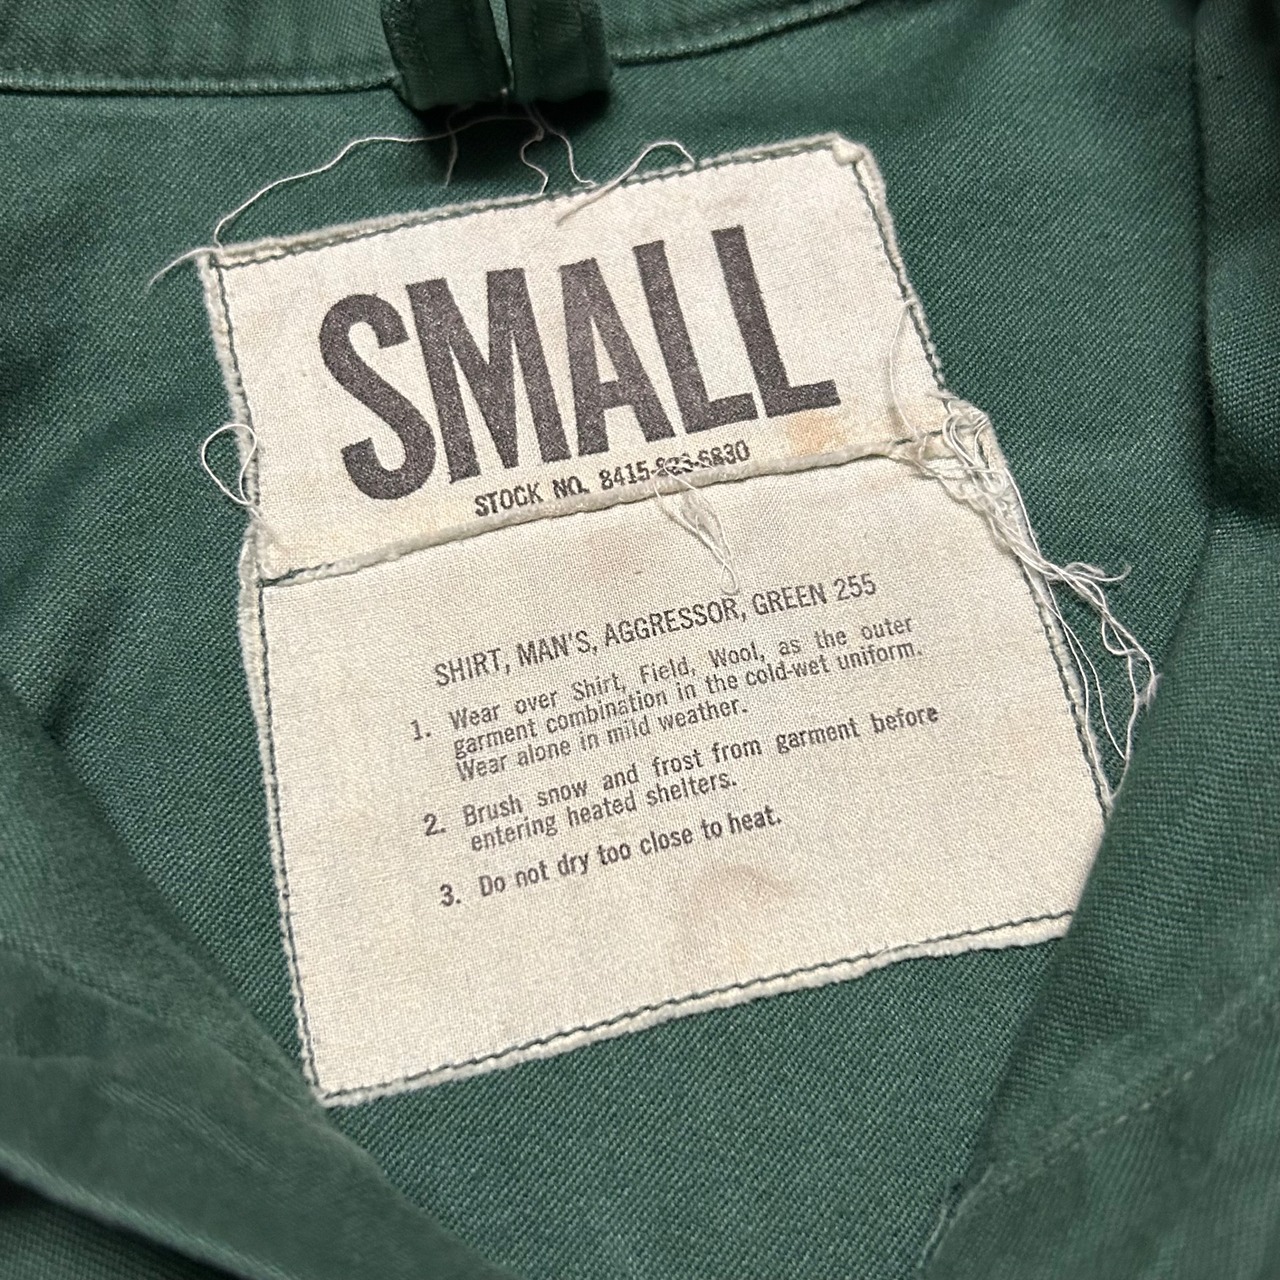 SMALL
STOCK NO. 8415-823-6830
SHIRT, MAN'S, AGGRESSOR, GREEN 255
1. Wear over Shirt, Field, Wool, as the outer
garment combination in the cold-wet uniform.
Wear alone in mild weather.
2. Brush snow and frost from garment before
entering heated shelters.
3. Do not dry too close to heat.